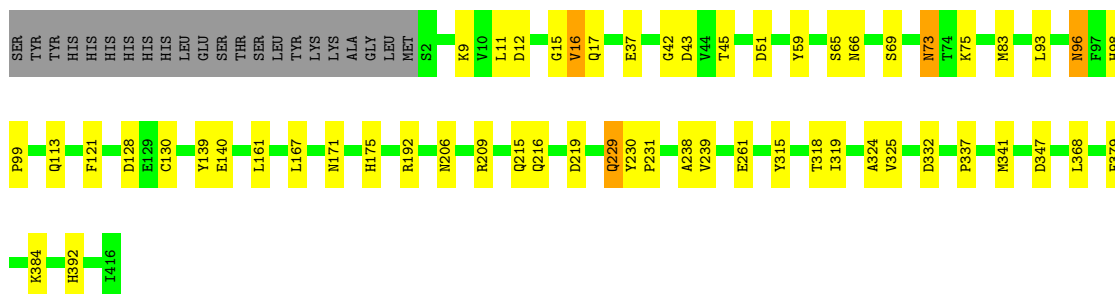 SER TYR TYR HIS HIS HIS HIS HIS HIS LEU GLU SER THR SER LEU TYR LYS LYS ALA GLY LEU MET S2 K9 V10 L11 D12 G15 V16 Q17 E37 G42 D43 V44 T45 D51 Y59 S65 N66 S69 N73 T74 K75 M83 L93 N96 F97 H98
P99 Q113 F121 D128 E129 C130 Y139 E140 L161 L167 N171 H175 R192 N206 R209 Q215 Q216 D219 Q229 Y230 P231 A238 V239 E261 Y315 T318 I319 A324 V325 D332 P337 M341 D347 L368
K384 H392 I416